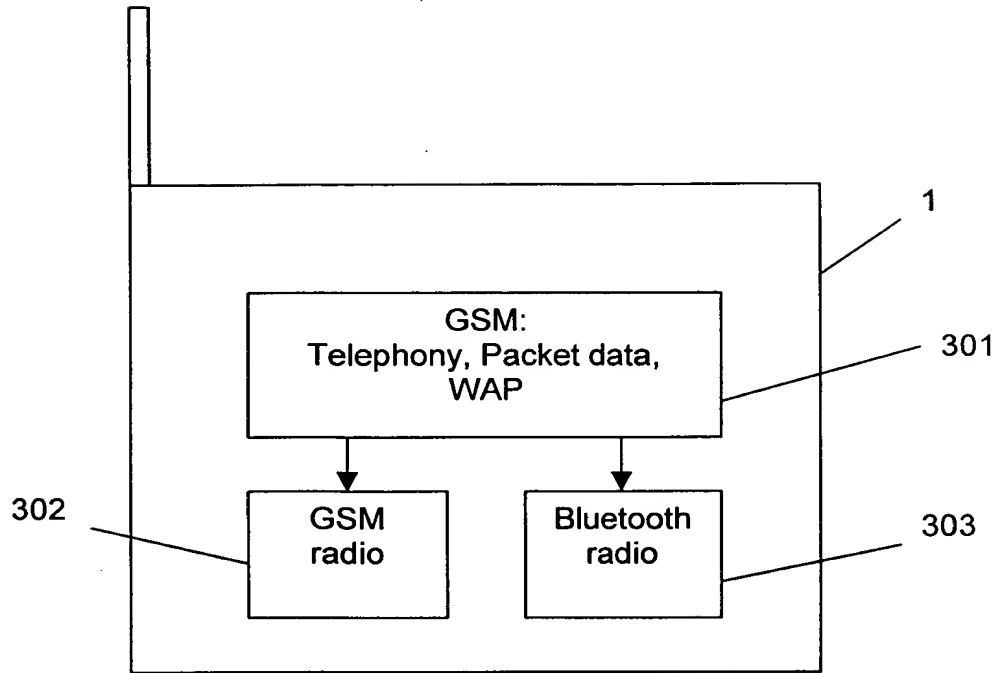 1
GSM:
Telephony, Packet data,
WAP
301
302
GSM
radio
Bluetooth
radio
303